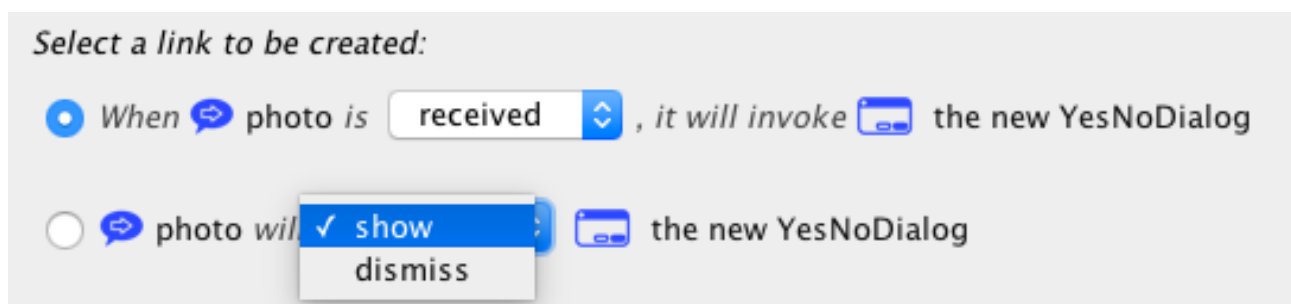 Select a link to be created:
When photo is received , it will invoke the new YesNoDialog
photo wil ✓ show the new YesNoDialog
dismiss